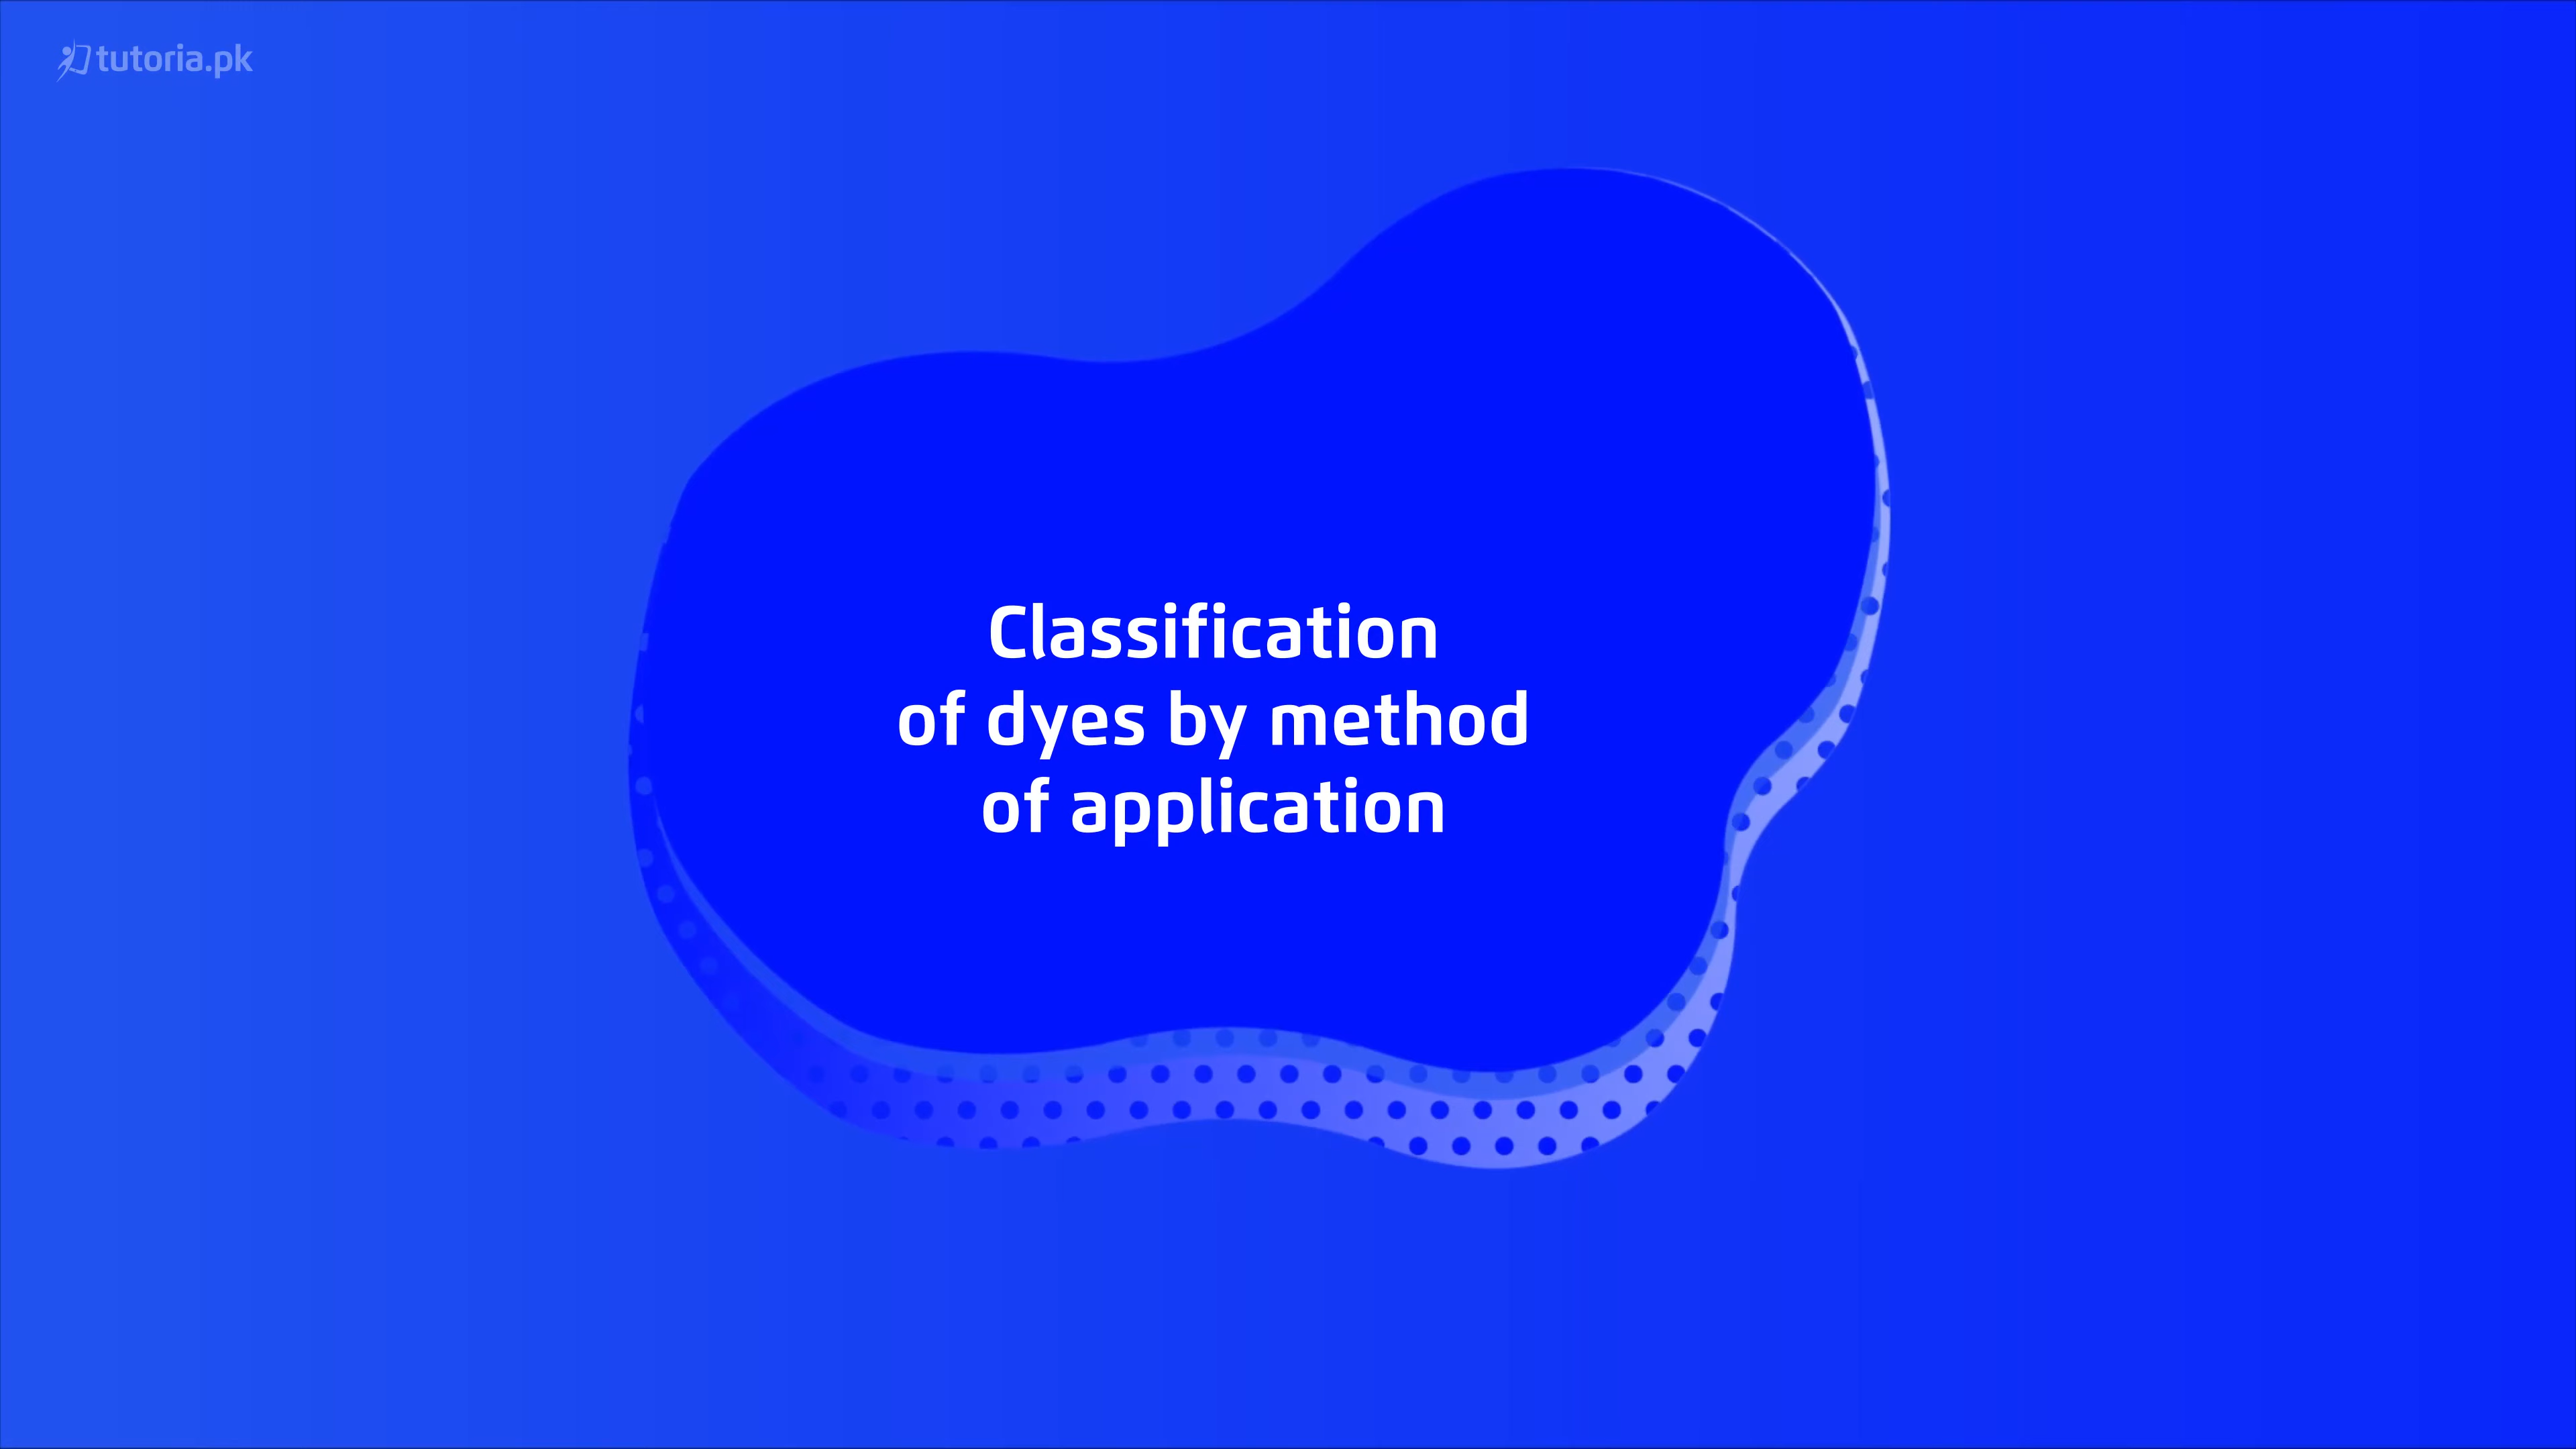 tutoria.pk
Classification
of dyes by method
of application